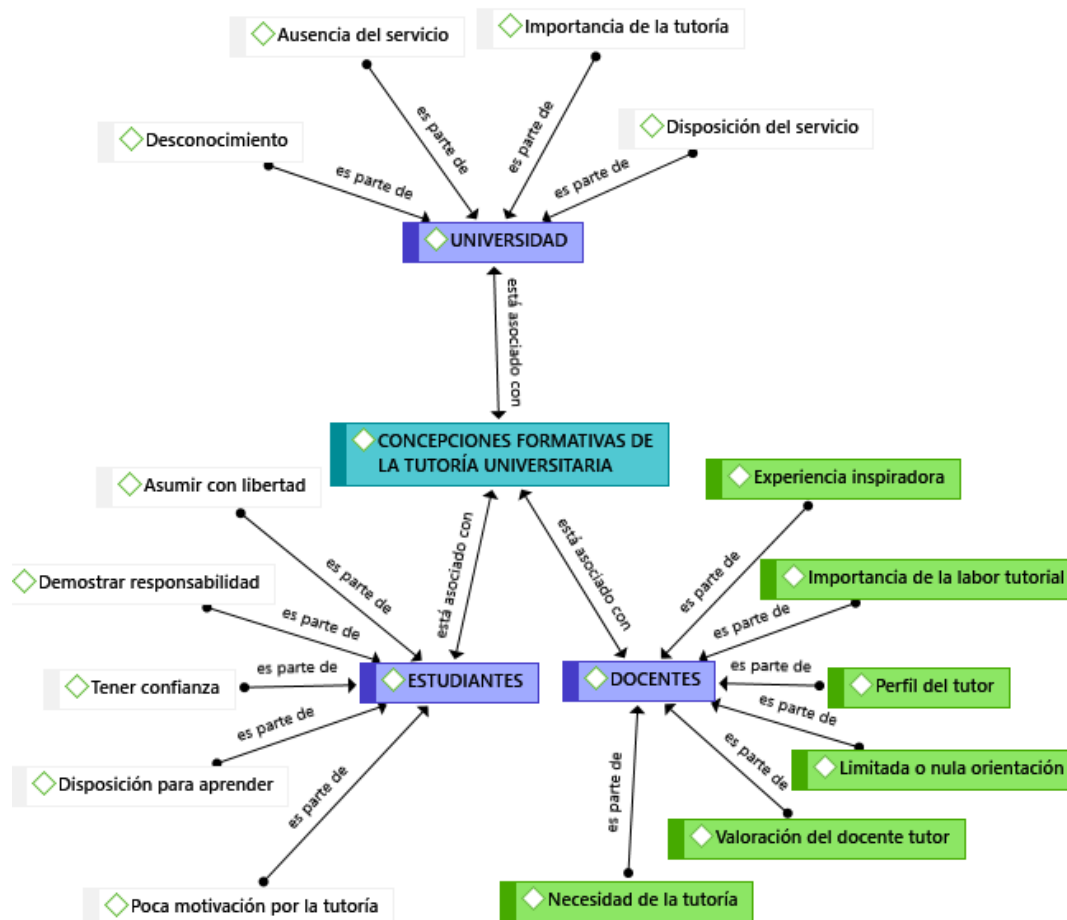 Ausencia del servicio
Importancia de la tutoría
Desconocimiento
Disposición del servicio
es parte de
es parte de
es parte de
es parte de
UNIVERSIDAD
está asociado con
CONCEPCIONES FORMATIVAS DE
LA TUTORÍA UNIVERSITARIA
Asumir con libertad
Experiencia inspiradora
está asociado con
está asociado con
es parte de
es parte de
Demostrar responsabilidad
Importancia de la labor tutorial
es parte de
es parte de
Tener confianza
es parte de
ESTUDIANTES
DOCENTES
es parte de
Perfil del tutor
es parte de
es parte de
Disposición para aprender
Limitada o nula orientación
es parte de
es parte de
es parte de
Valoración del docente tutor
Poca motivación por la tutoría
Necesidad de la tutoría